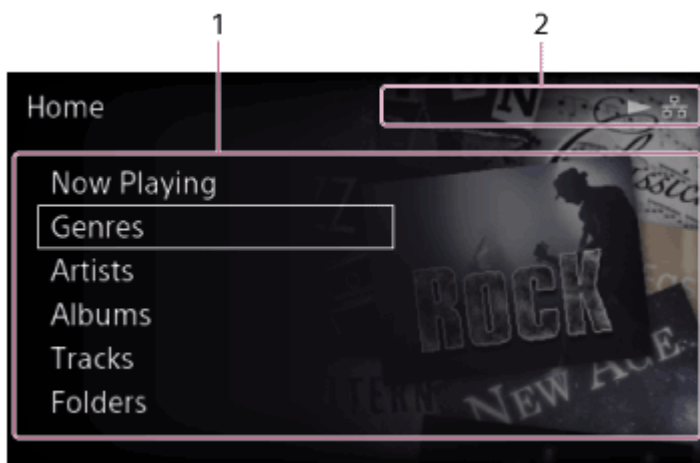 1 2
Home
Now Playing
Genres
Artists
Albums
Tracks
Folders
ROCK
NEW AGE